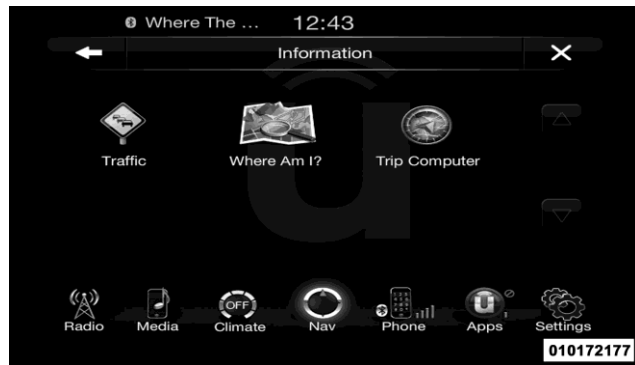 Where The ... 12:43
Information
Traffic Where Am I? Trip Computer
OFF
Radio Media Climate Nav Phone Apps Settings
010172177